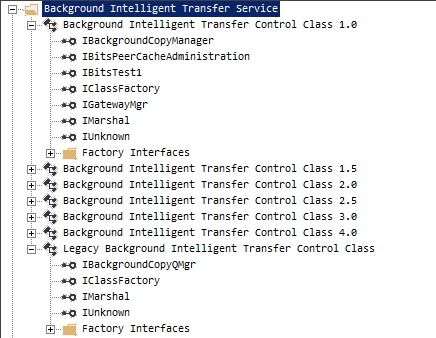 Background Intelligent Transfer Service
Background Intelligent Transfer Control Class 1.0
IBackgroundCopyManager
IBitsPeerCacheAdministration
IBitsTest1
IClassFactory
IGatewayMgr
IMarshal
IUnknown
Factory Interfaces
Background Intelligent Transfer Control Class 1.5
Background Intelligent Transfer Control Class 2.0
Background Intelligent Transfer Control Class 2.5
Background Intelligent Transfer Control Class 3.0
Background Intelligent Transfer Control Class 4.0
Legacy Background Intelligent Transfer Control Class
IBackgroundCopyQMgr
IClassFactory
IMarshal
IUnknown
Factory Interfaces